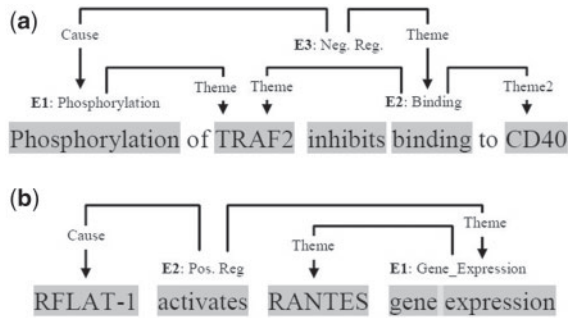 (a)
Cause E3: Neg. Reg. Theme
E1: Phosphorylation Theme Theme E2: Binding Theme2
Phosphorylation of TRAF2 inhibits binding to CD40
(b)
Cause E2: Pos. Reg Theme Theme E1: Gene_Expression
RFLAT-1 activates RANTES gene expression